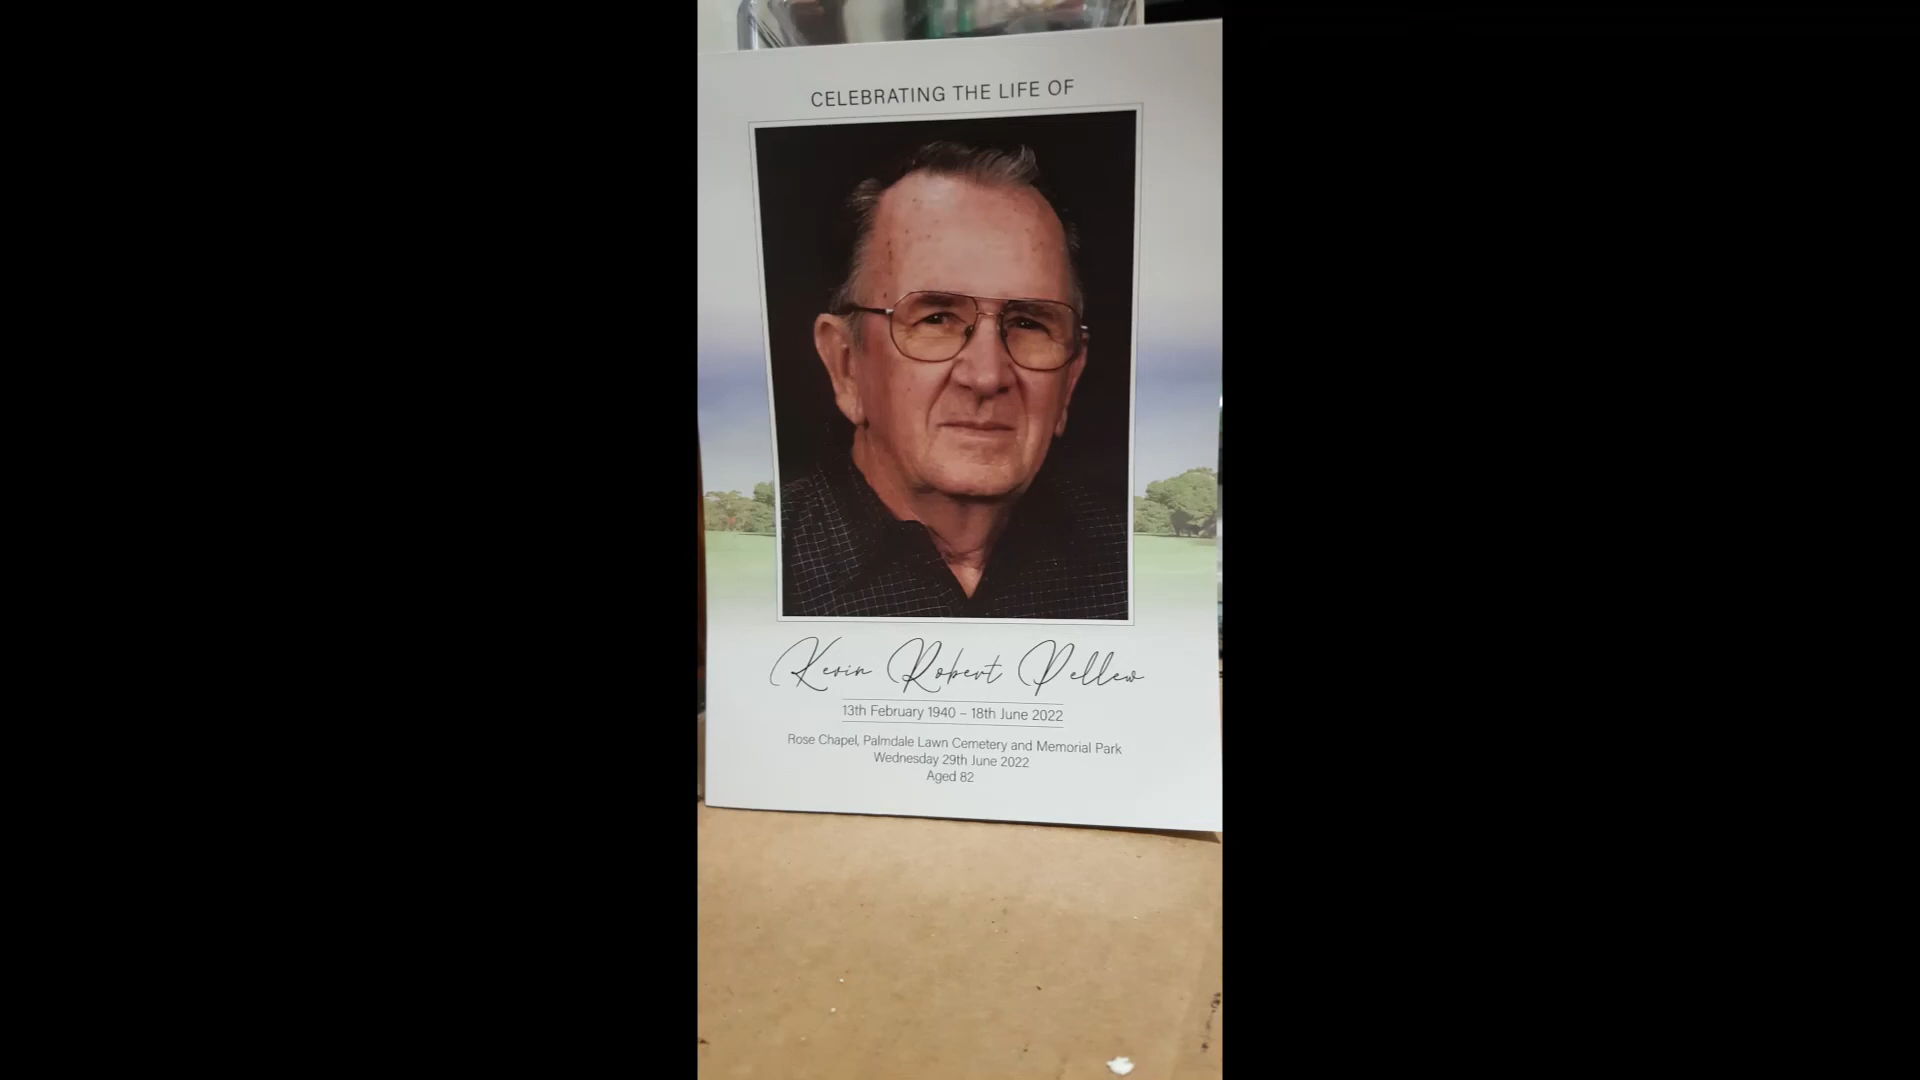 CELEBRATING THE LIFE OF
Kevin Robert Pellew
13th February 1940 – 18th June 2022
Rose Chapel, Palmdale Lawn Cemetery and Memorial Park
Wednesday 29th June 2022
Aged 82